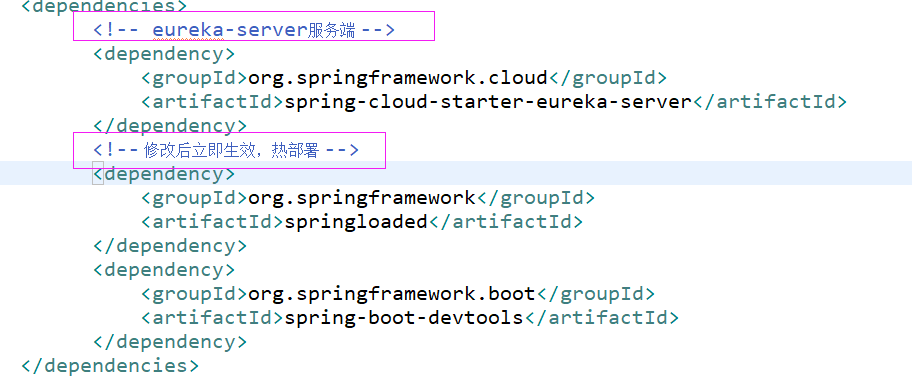 <dependencies>
<!-- eureka-server服务端 -->
<dependency>
<groupId>org.springframework.cloud</groupId>
<artifactId>spring-cloud-starter-eureka-server</artifactId>
</dependency>
<!-- 修改后立即生效，热部署 -->
<dependency>
<groupId>org.springframework</groupId>
<artifactId>springloaded</artifactId>
</dependency>
<dependency>
<groupId>org.springframework.boot</groupId>
<artifactId>spring-boot-devtools</artifactId>
</dependency>
</dependencies>